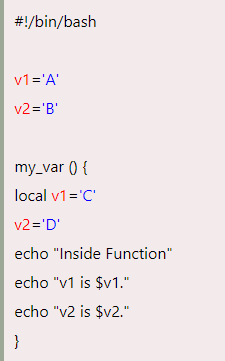 #!/bin/bash
v1='A'
v2='B'
my_var () {
local v1='C'
v2='D'
echo "Inside Function"
echo "v1 is $v1."
echo "v2 is $v2."
}